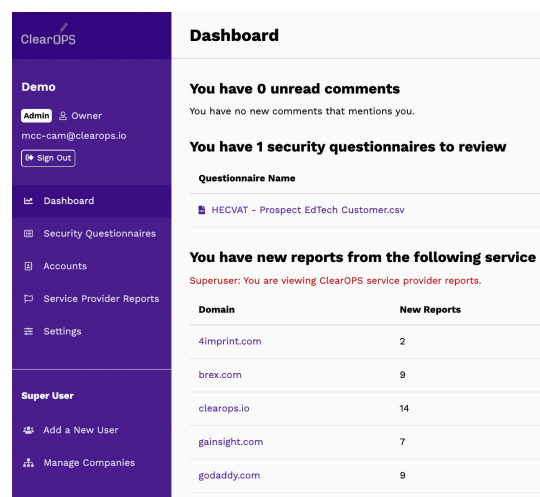 ClearOPS
Demo
Admin Owner
mcc-cam@clearops.io
Sign Out
Dashboard
Security Questionnaires
Accounts
Service Provider Reports
Settings
Super User
Add a New User
Manage Companies
Dashboard
You have 0 unread comments
You have no new comments that mentions you.
You have 1 security questionnaires to review
Questionnaire Name
HECVAT - Prospect EdTech Customer.csv
You have new reports from the following service
Superuser: You are viewing ClearOPS service provider reports.
Domain New Reports
4imprint.com 2
brex.com 9
clearops.io 14
gainsight.com 7
godaddy.com 9